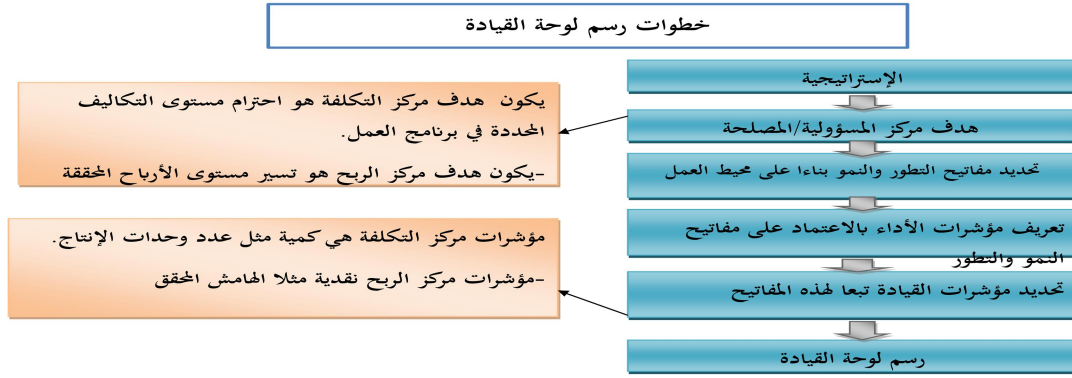 خطوات رسم لوحة القيادة
الإستراتيجية
هدف مركز المسؤولية/المصلحة
تحديد مفاتيح التطور والنمو بناءا على محيط العمل
تعريف مؤشرات الأداء بالاعتماد على مفاتيح
النمو والتطور
تحديد مؤشرات القيادة تبعا لهذه المفاتيح
رسم لوحة القيادة
يكون هدف مركز التكلفة هو احترام مستوى التكاليف
المحددة في برنامج العمل.
-يكون هدف مركز الربح هو تسير مستوى الأرباح المحققة
مؤشرات مركز التكلفة هي كمية مثل عدد وحدات الإنتاج.
-مؤشرات مركز الربح نقدية مثلا الهامش المحقق